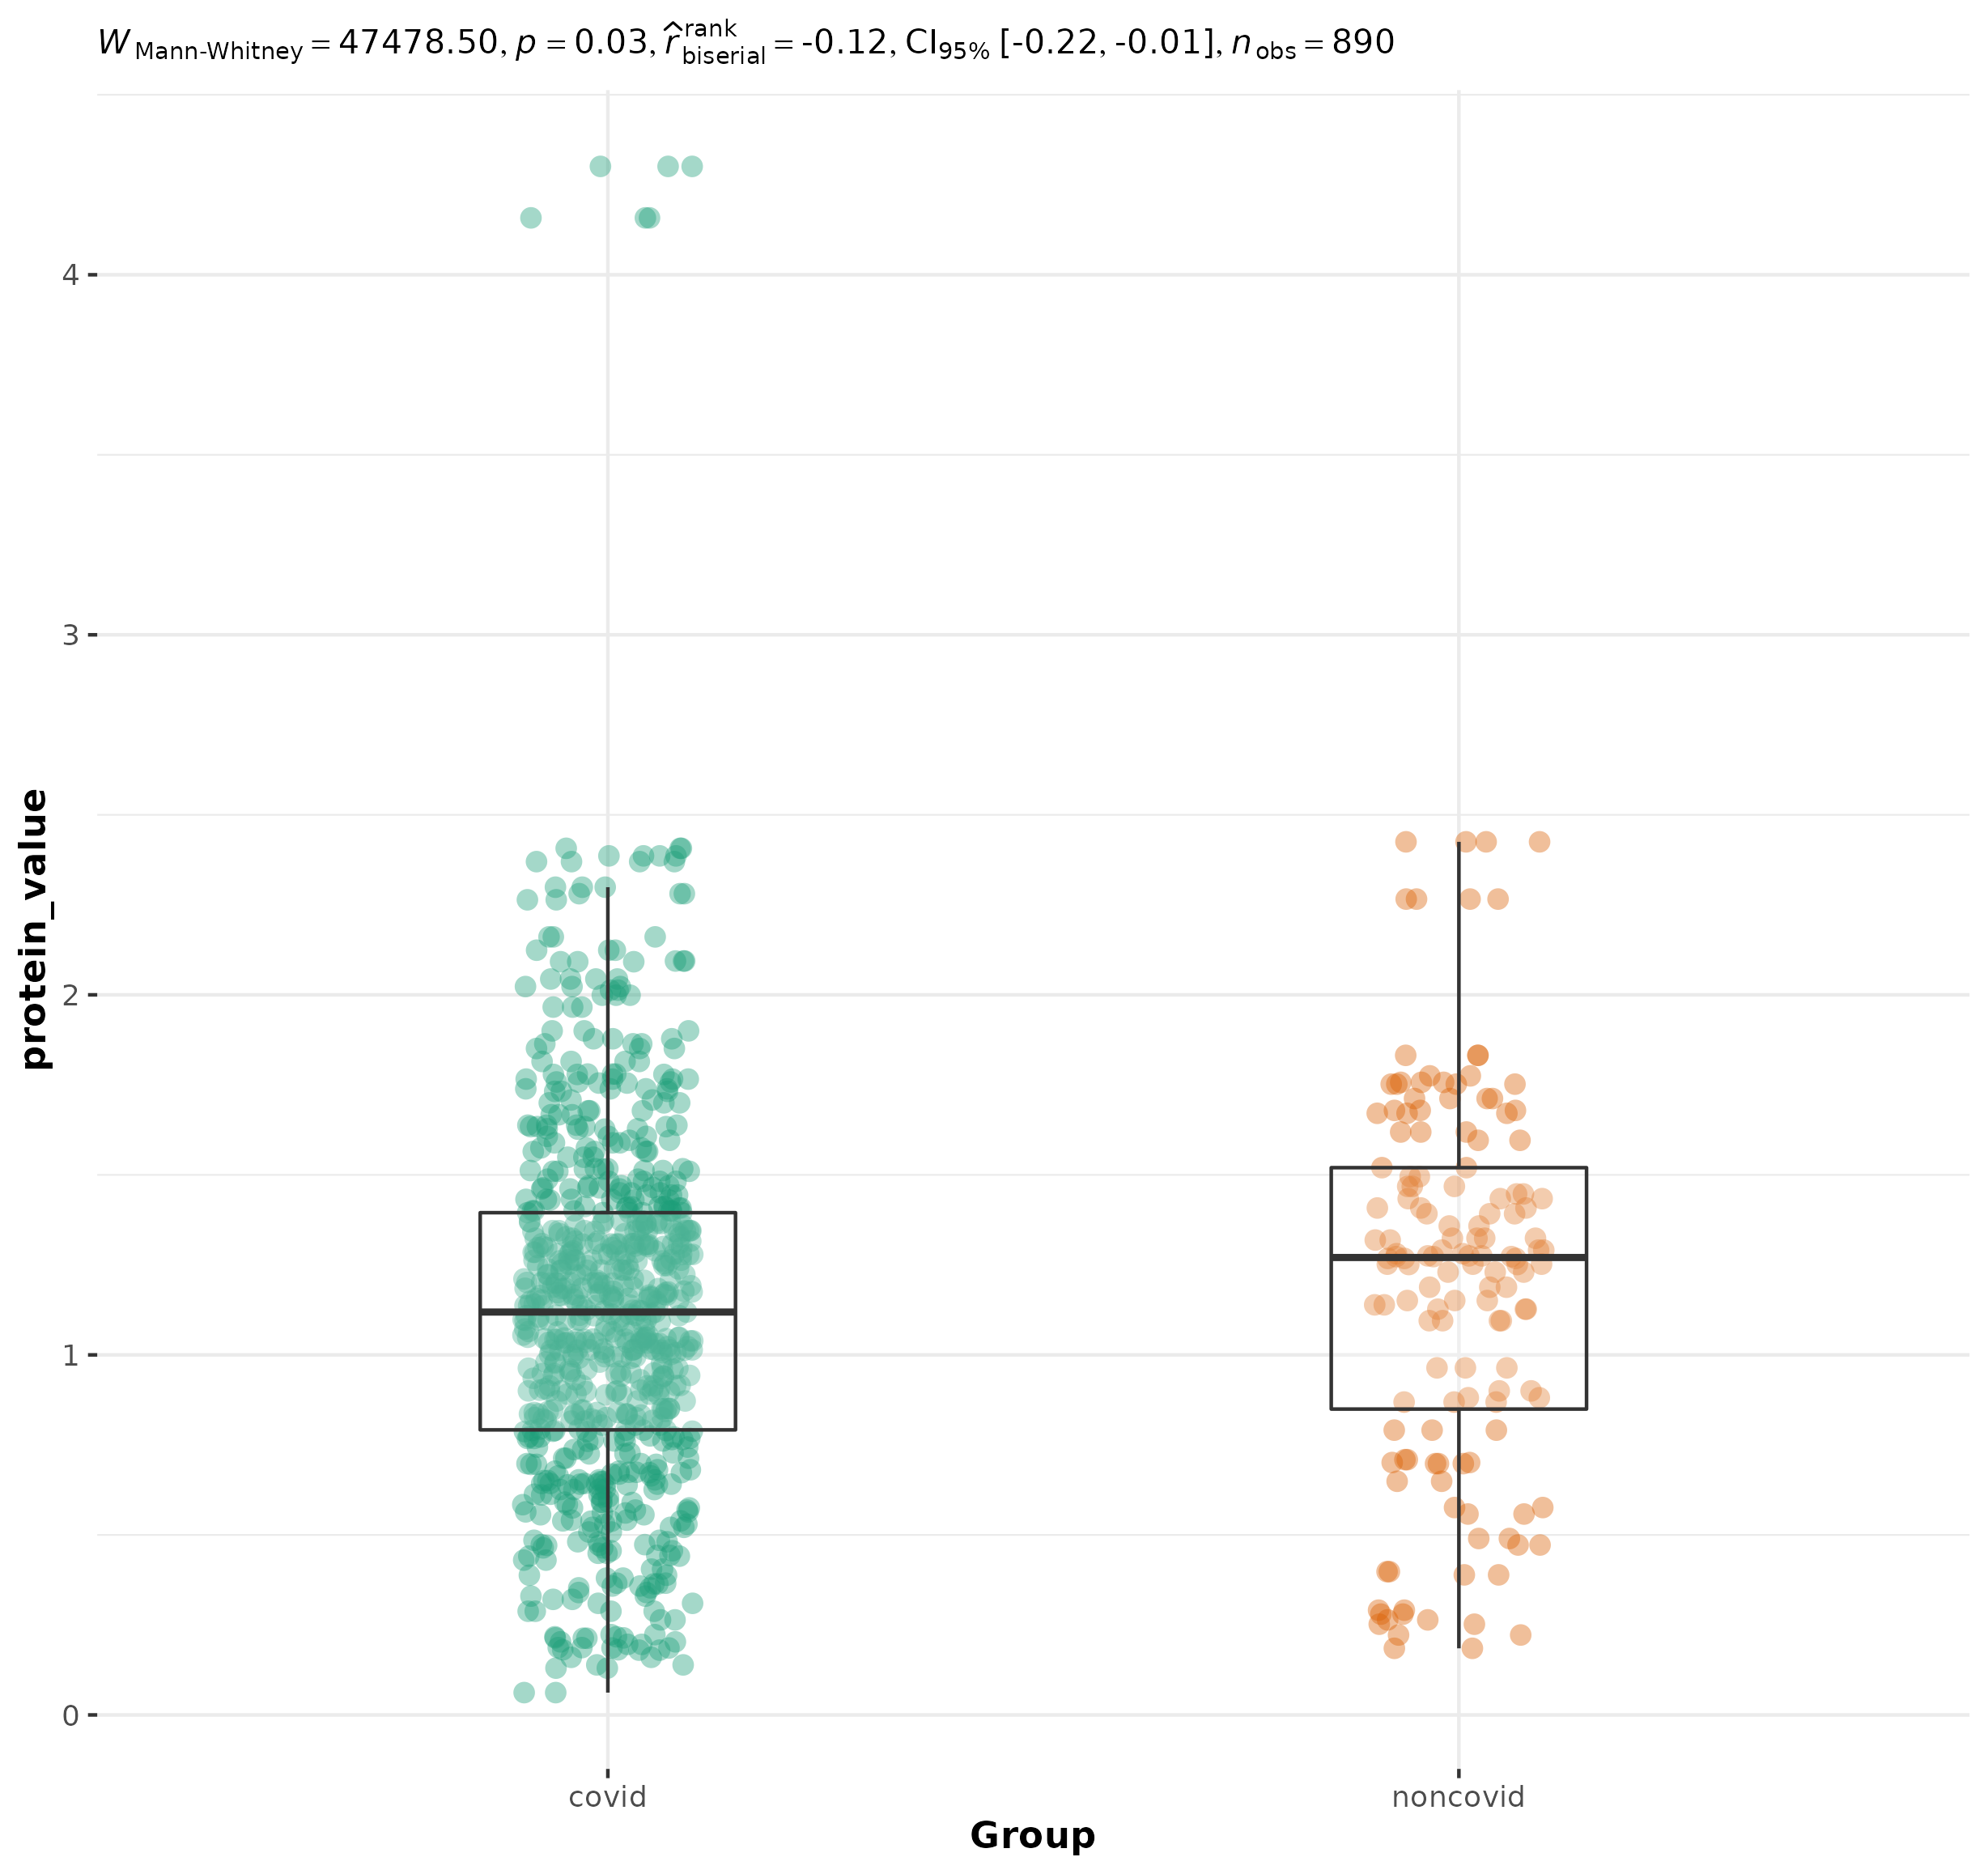 W Mann-Whitney = 47478.50, p = 0.03, r̂ rank biserial = -0.12, CI95% [-0.22, -0.01], n obs = 890
4
3
2
1
0
protein_value
covid noncovid
Group